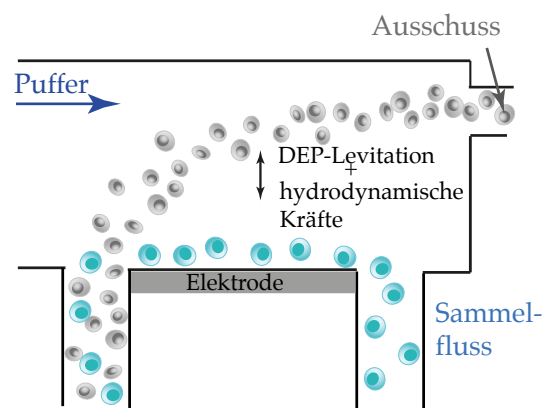 Ausschuss
Puffer
DEP-Levitation
+
hydrodynamische
Kräfte
Elektrode
Sammel-
fluss